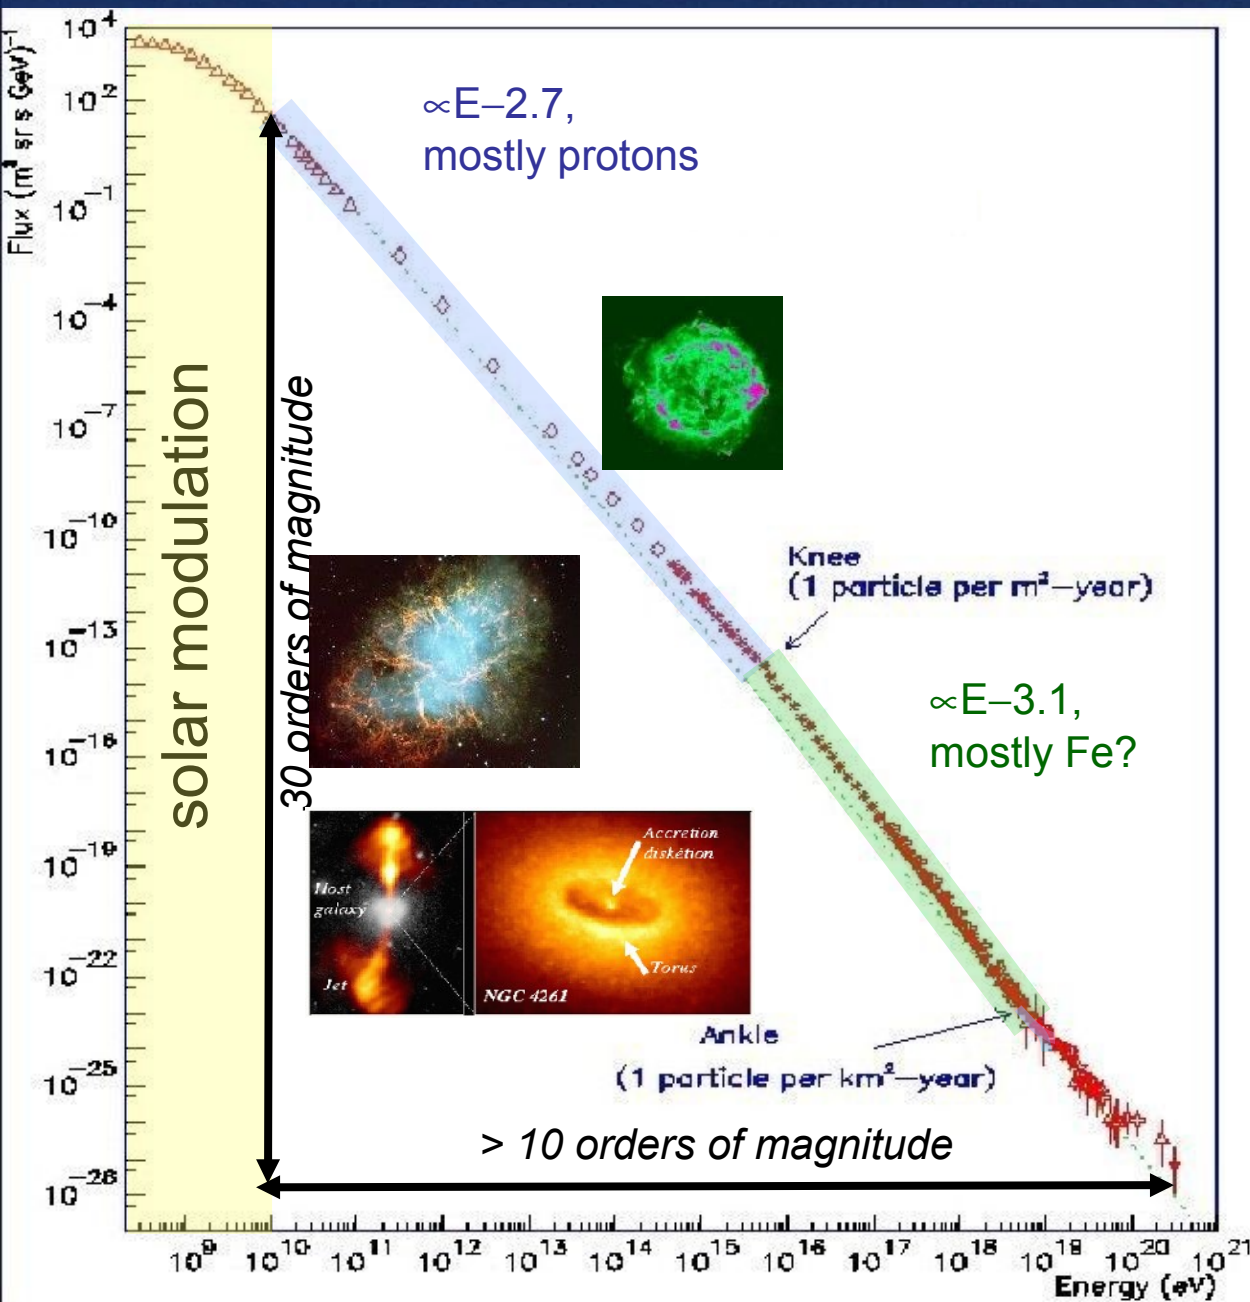 Flux (m² sr s GeV)⁻¹
10⁴
10²
10⁻¹
10⁻⁴
10⁻⁷
10⁻¹⁰
10⁻¹³
10⁻¹⁶
10⁻¹⁹
10⁻²²
10⁻²⁵
10⁻²⁸
solar modulation
30 orders of magnitude
∝E–2.7,
mostly protons
Knee
(1 particle per m²–year)
∝E–3.1,
mostly Fe?
Host
galaxy
Jet
Accretion
diskétion
Torus
NGC 4261
Ankle
(1 particle per km²–year)
> 10 orders of magnitude
10⁹ 10¹⁰ 10¹¹ 10¹² 10¹³ 10¹⁴ 10¹⁵ 10¹⁶ 10¹⁷ 10¹⁸ 10¹⁹ 10²⁰ 10²¹
Energy (eV)